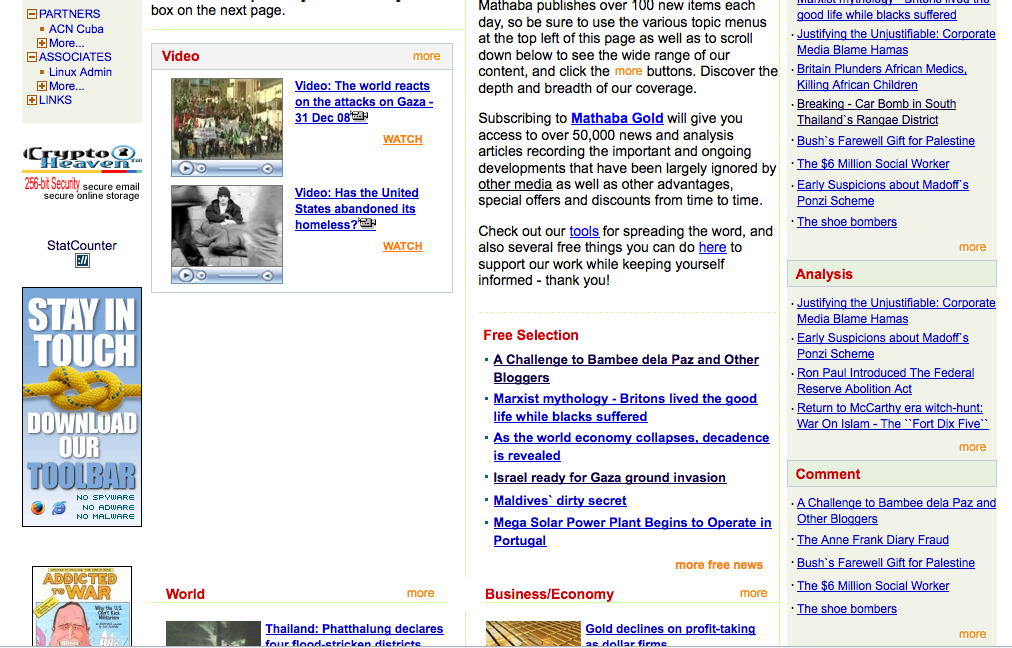 PARTNERS
ACN Cuba
More...
ASSOCIATES
Linux Admin
More...
LINKS
Crypto
Heaven
256-bit Security secure email
secure online storage
StatCounter
STAY IN
TOUCH
DOWNLOAD
OUR
TOOLBAR
NO SPYWARE
NO ADWARE
NO MALWARE
ADDICTED
TO WAR
Why the U.S.
Can't Kick
Militarism
box on the next page.
Video more
Video: The world reacts
on the attacks on Gaza -
31 Dec 08
WATCH
Video: Has the United
States abandoned its
homeless?
WATCH
World more
Thailand: Phatthalung declares
four flood-stricken districts
Mathaba publishes over 100 new items each
day, so be sure to use the various topic menus
at the top left of this page as well as to scroll
down below to see the wide range of our
content, and click the more buttons. Discover the
depth and breadth of our coverage.
Subscribing to Mathaba Gold will give you
access to over 50,000 news and analysis
articles recording the important and ongoing
developments that have been largely ignored by
other media as well as other advantages,
special offers and discounts from time to time.
Check out our tools for spreading the word, and
also several free things you can do here to
support our work while keeping yourself
informed - thank you!
Free Selection
A Challenge to Bambee dela Paz and Other
Bloggers
Marxist mythology - Britons lived the good
life while blacks suffered
As the world economy collapses, decadence
is revealed
Israel ready for Gaza ground invasion
Maldives` dirty secret
Mega Solar Power Plant Begins to Operate in
Portugal
more free news
Business/Economy more
Gold declines on profit-taking
as dollar firms
Marxist mythology - Britons lived the
good life while blacks suffered
Justifying the Unjustifiable: Corporate
Media Blame Hamas
Britain Plunders African Medics,
Killing African Children
Breaking - Car Bomb in South
Thailand`s Rangae District
Bush`s Farewell Gift for Palestine
The $6 Million Social Worker
Early Suspicions about Madoff`s
Ponzi Scheme
The shoe bombers
more
Analysis
Justifying the Unjustifiable: Corporate
Media Blame Hamas
Early Suspicions about Madoff`s
Ponzi Scheme
Ron Paul Introduced The Federal
Reserve Abolition Act
Return to McCarthy era witch-hunt:
War On Islam - The ``Fort Dix Five``
more
Comment
A Challenge to Bambee dela Paz and
Other Bloggers
The Anne Frank Diary Fraud
Bush`s Farewell Gift for Palestine
The $6 Million Social Worker
The shoe bombers
more